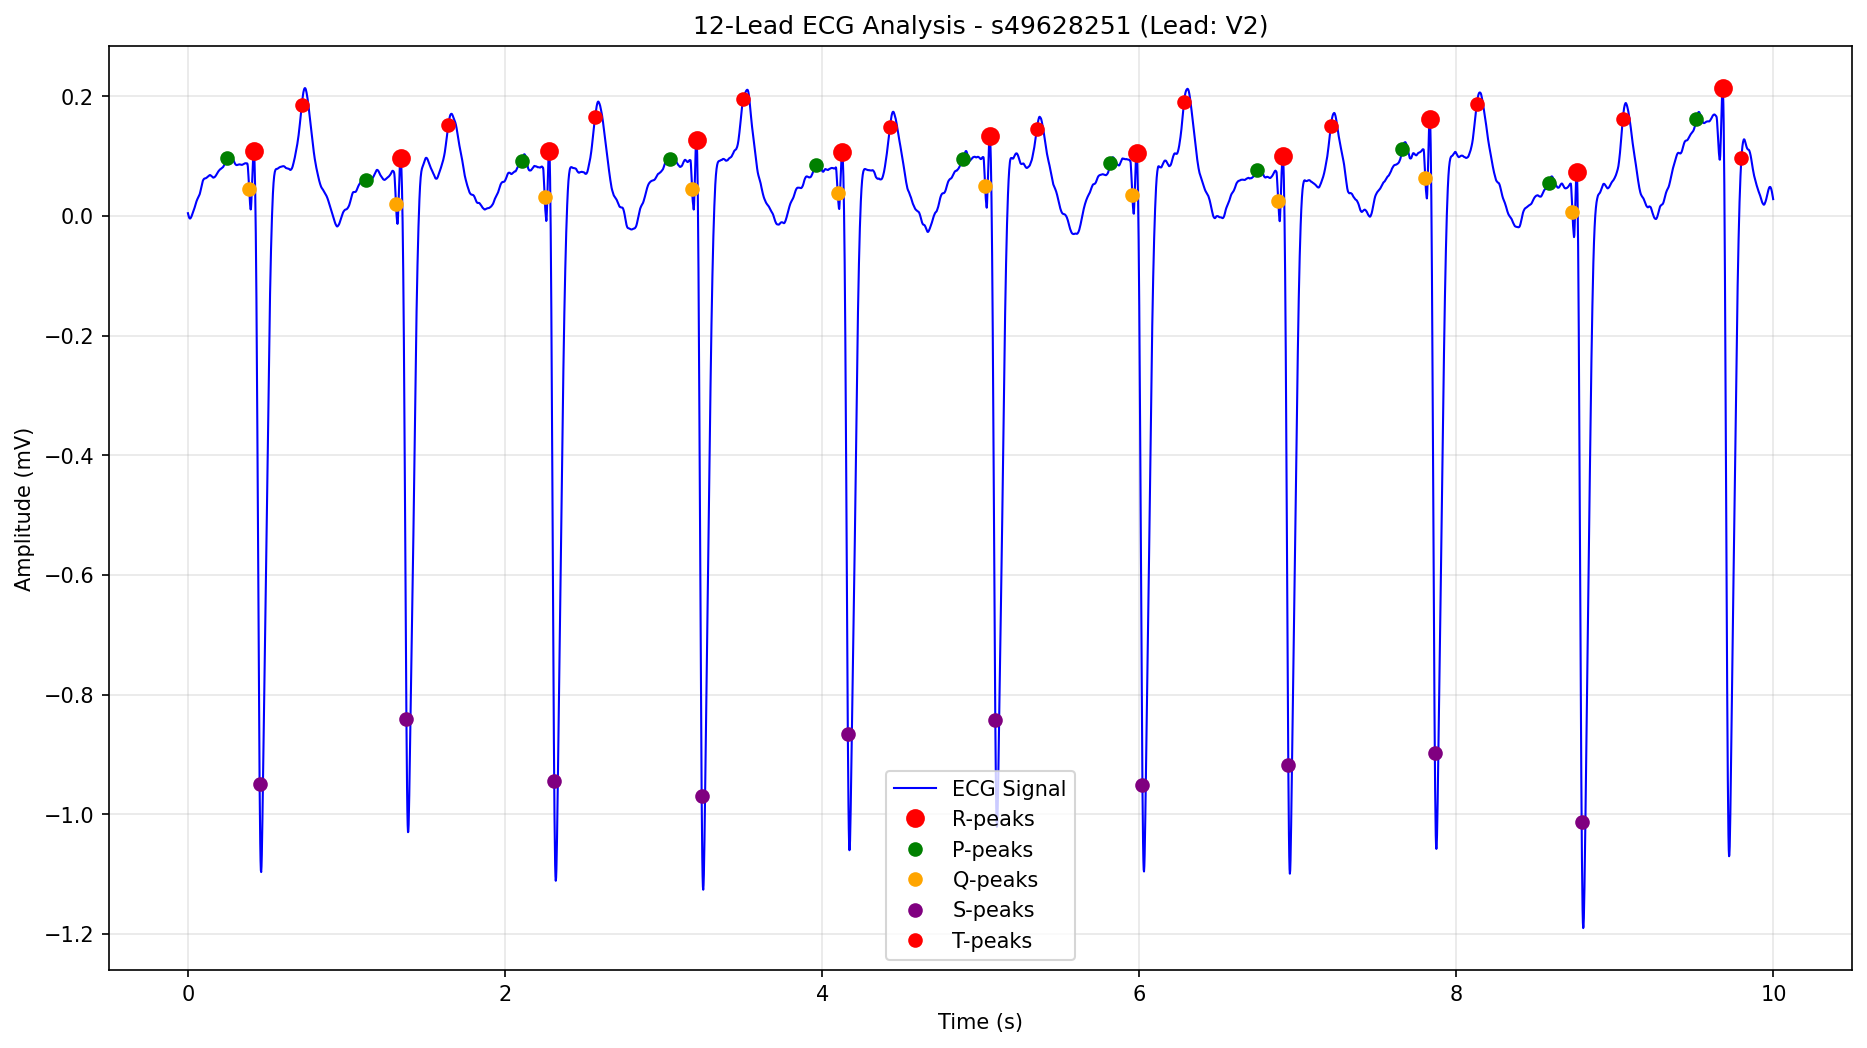 12-Lead ECG Analysis - s49628251 (Lead: V2)
Amplitude (mV)
0.2
0.0
−0.2
−0.4
−0.6
−0.8
−1.0
−1.2
ECG Signal
R-peaks
P-peaks
Q-peaks
S-peaks
T-peaks
0 2 4 6 8 10
Time (s)